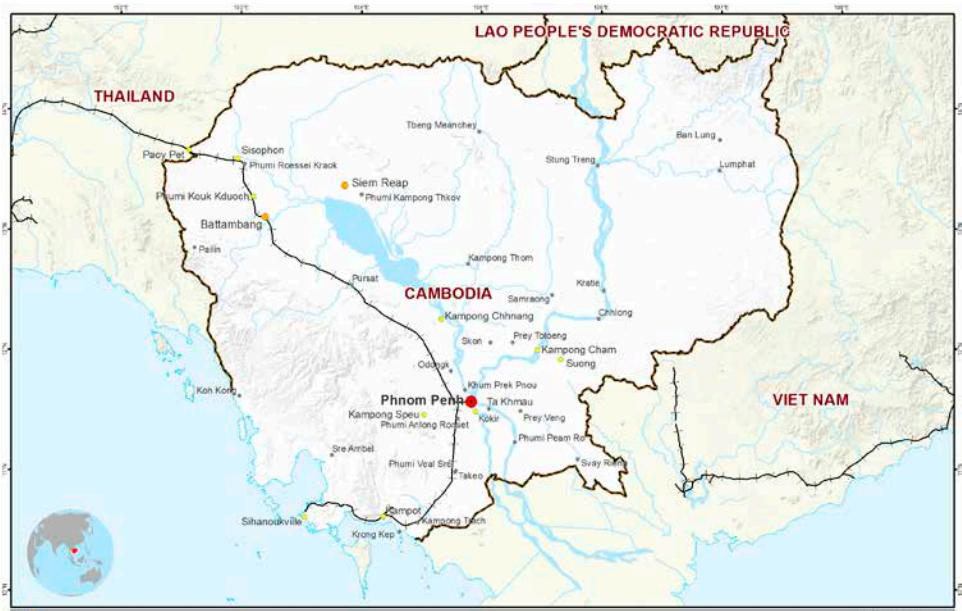 LAO PEOPLE'S DEMOCRATIC REPUBLIC
THAILAND
Tbeng Meanchey
Ban Lung
Paoy Pet
Sisophon
Phumi Roessei Kraok
Stung Treng
Lumphat
Siem Reap
Phumi Kouk Kduoch
Phumi Kampong Thkov
Battambang
Pailin
Kampong Thom
Pursat
Kratie
CAMBODIA
Samraong
Kampong Chhnang
Chhlong
Skon
Prey Totoeng
Kampong Cham
Suong
Odongk
Koh Kong
Khum Prek Pnou
Phnom Penh
Ta Khmau
VIET NAM
Kampong Speu
Kokir
Prey Veng
Phumi Anlong Romiet
Phumi Peam Ro
Sre Ambel
Phumi Veal Sre
Svay Rieng
Takeo
Kampot
Sihanoukville
Kampong Trach
Krong Kep